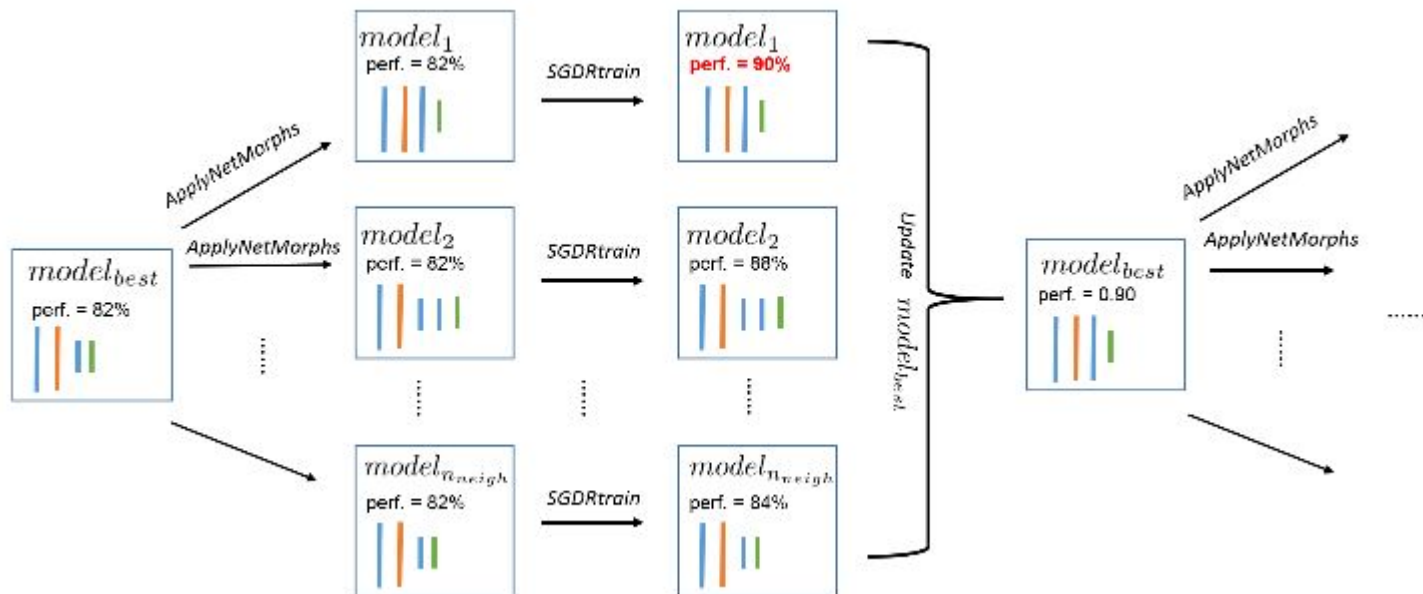 model_best
perf. = 82%
ApplyNetMorphs
ApplyNetMorphs
model_1
perf. = 82%
SGDRtrain
model_1
perf. = 90%
model_2
perf. = 82%
SGDRtrain
model_2
perf. = 88%
model_n_neigh
perf. = 82%
SGDRtrain
model_n_neigh
perf. = 84%
Update model_best
model_best
perf. = 0.90
ApplyNetMorphs
ApplyNetMorphs